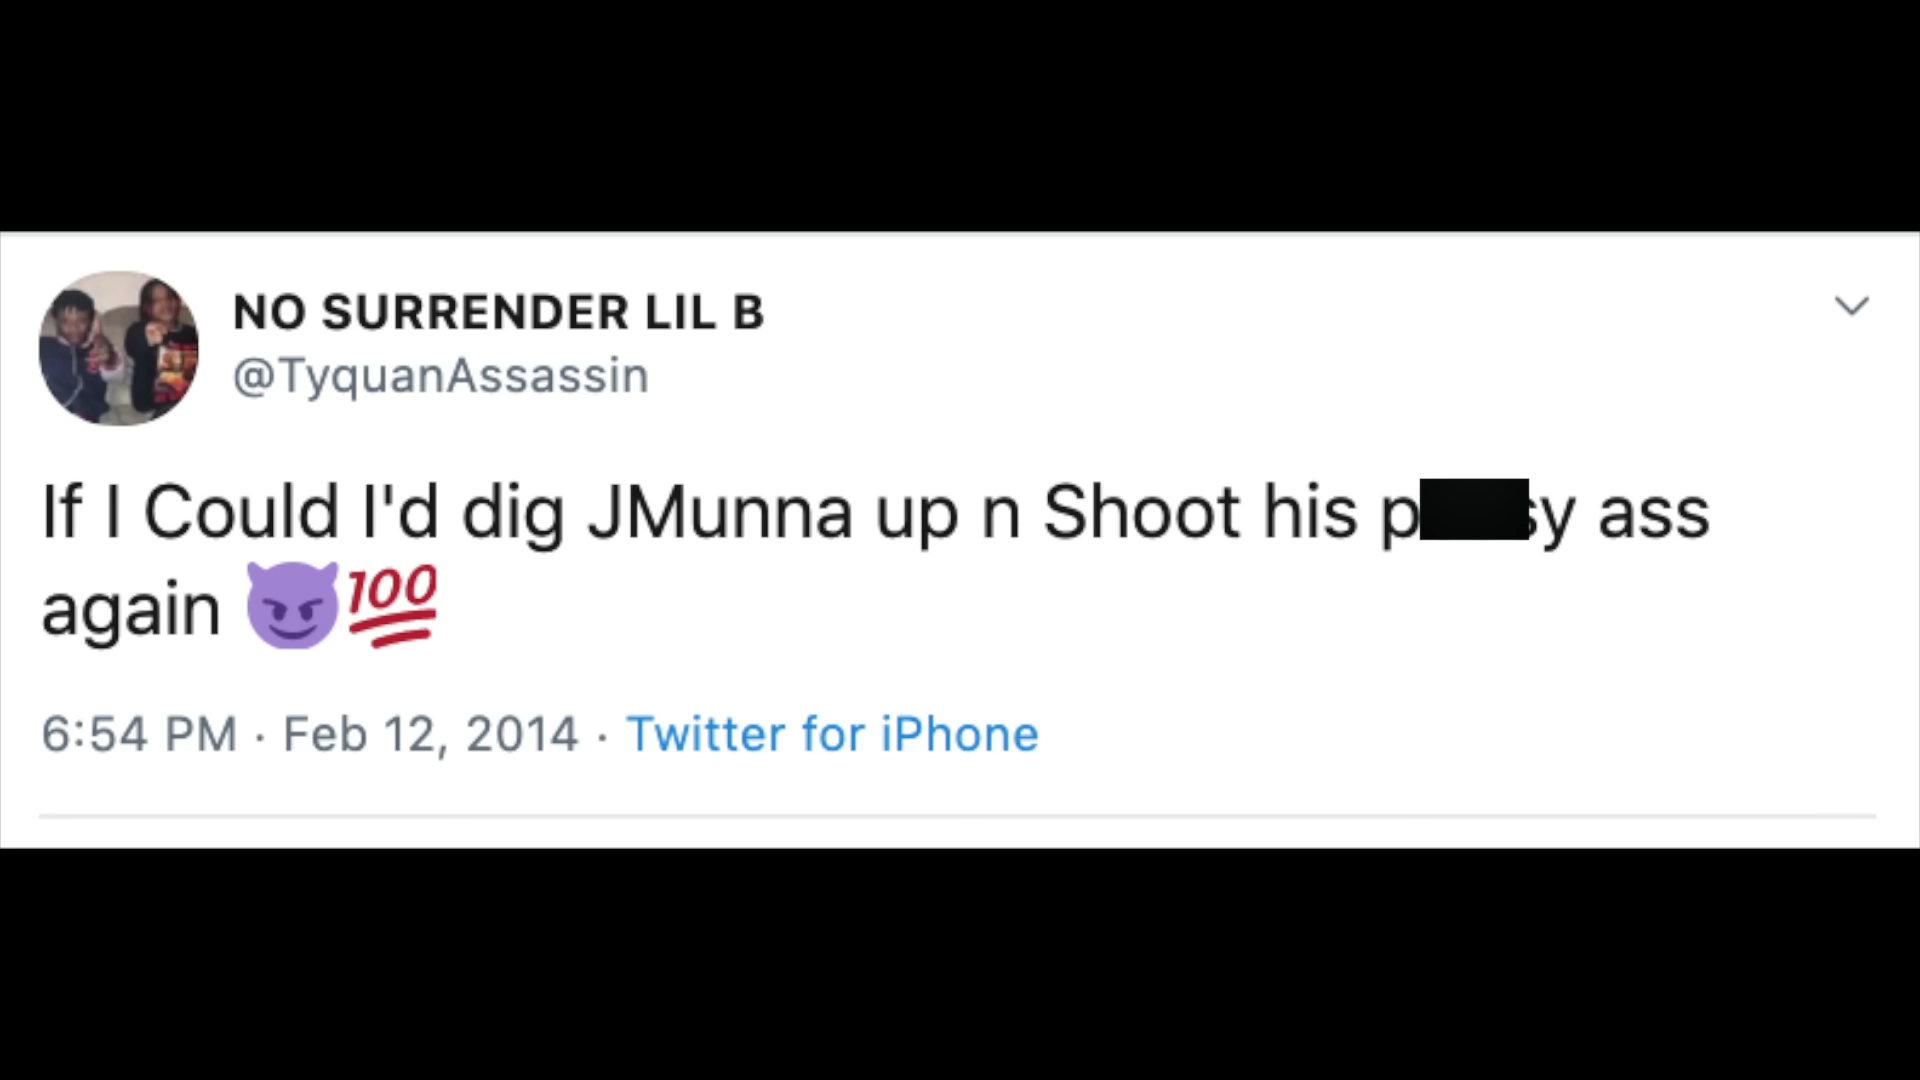 NO SURRENDER LIL B
@TyquanAssassin
If I Could I'd dig JMunna up n Shoot his p sy ass
again 😈💯
6:54 PM · Feb 12, 2014 · Twitter for iPhone